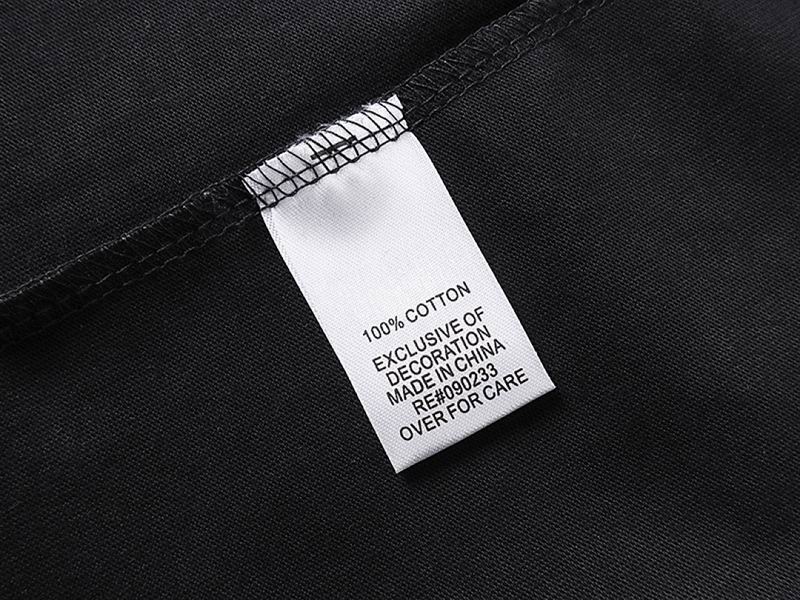 100% COTTON
EXCLUSIVE OF
DECORATION
MADE IN CHINA
RE#090233
OVER FOR CARE